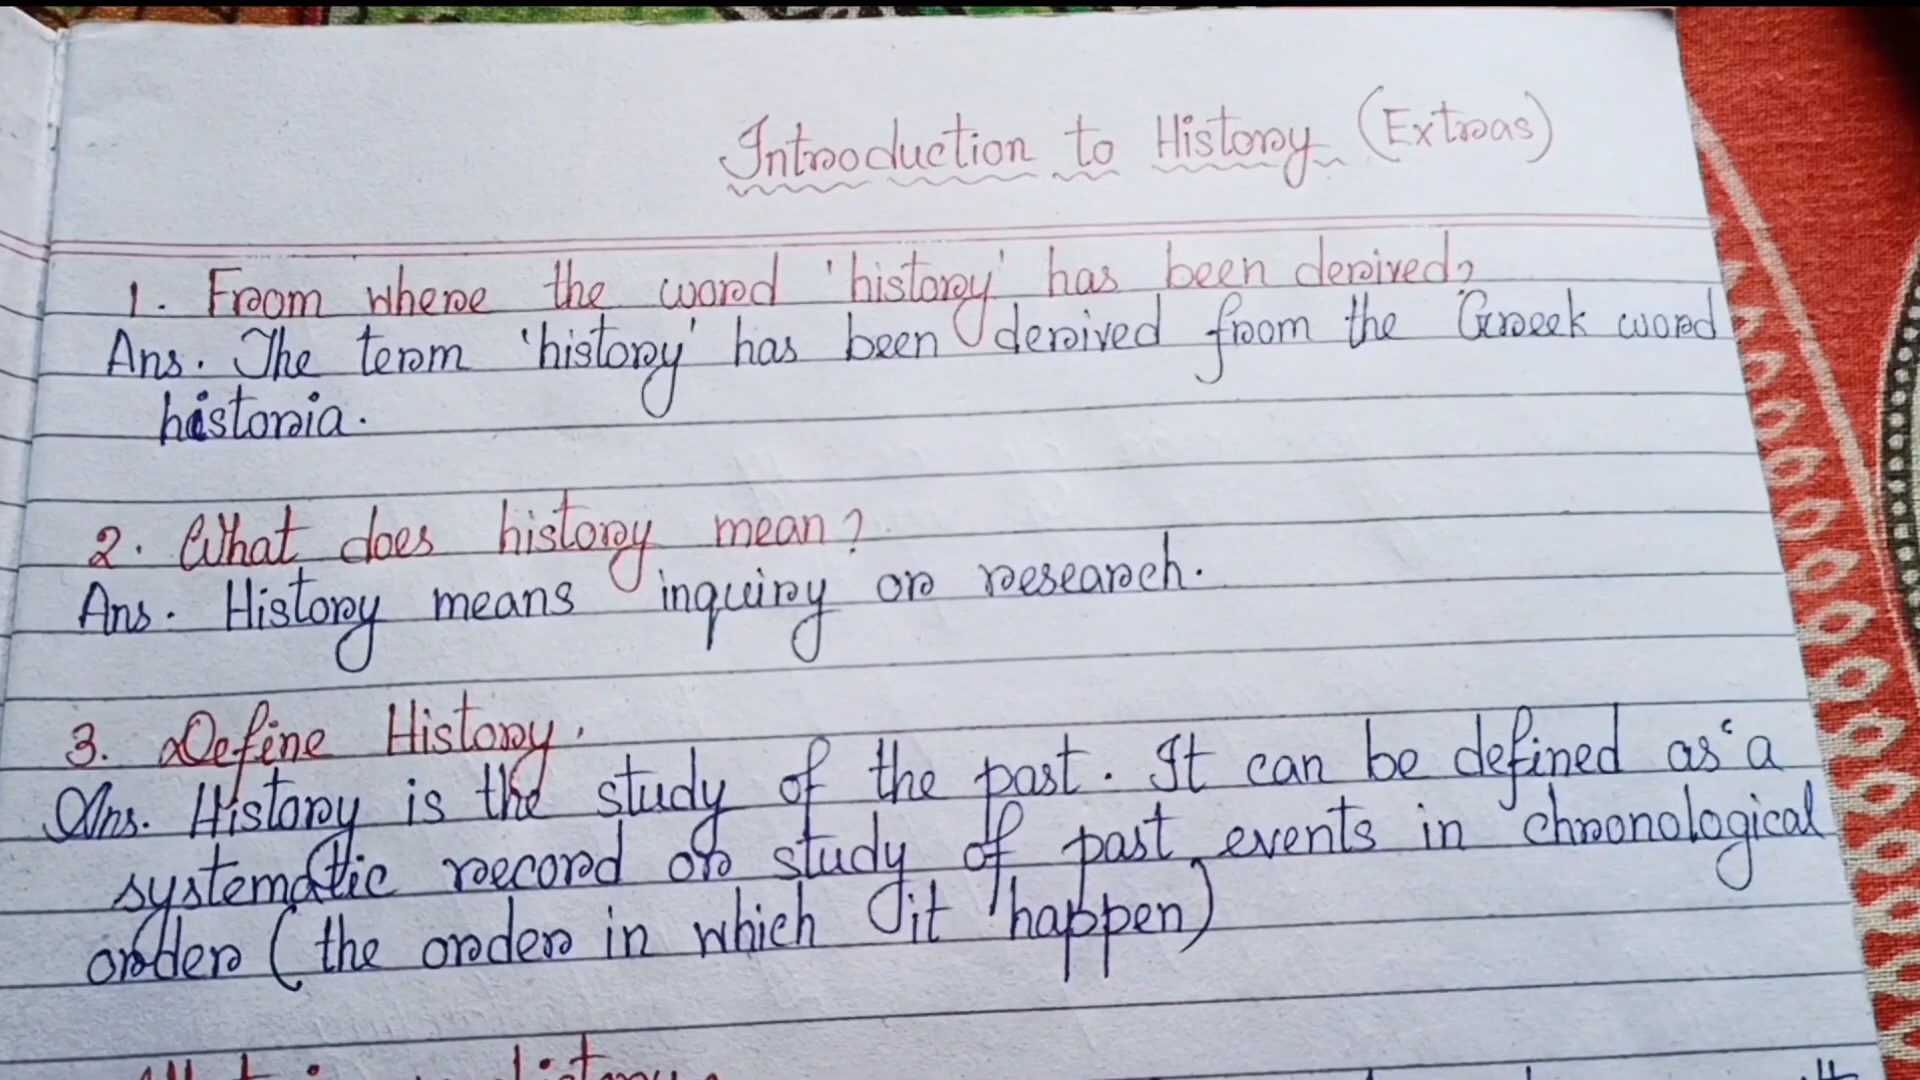 Introduction to History (Extras)
1. From where the word 'history' has been derived?
Ans. The term 'history' has been derived from the Greek word
historia.
2. What does history mean?
Ans. History means inquiry or research.
3. Define History.
Ans. History is the study of the past. It can be defined as a
systematic record or study of past events in chronological
order (the order in which it happen)